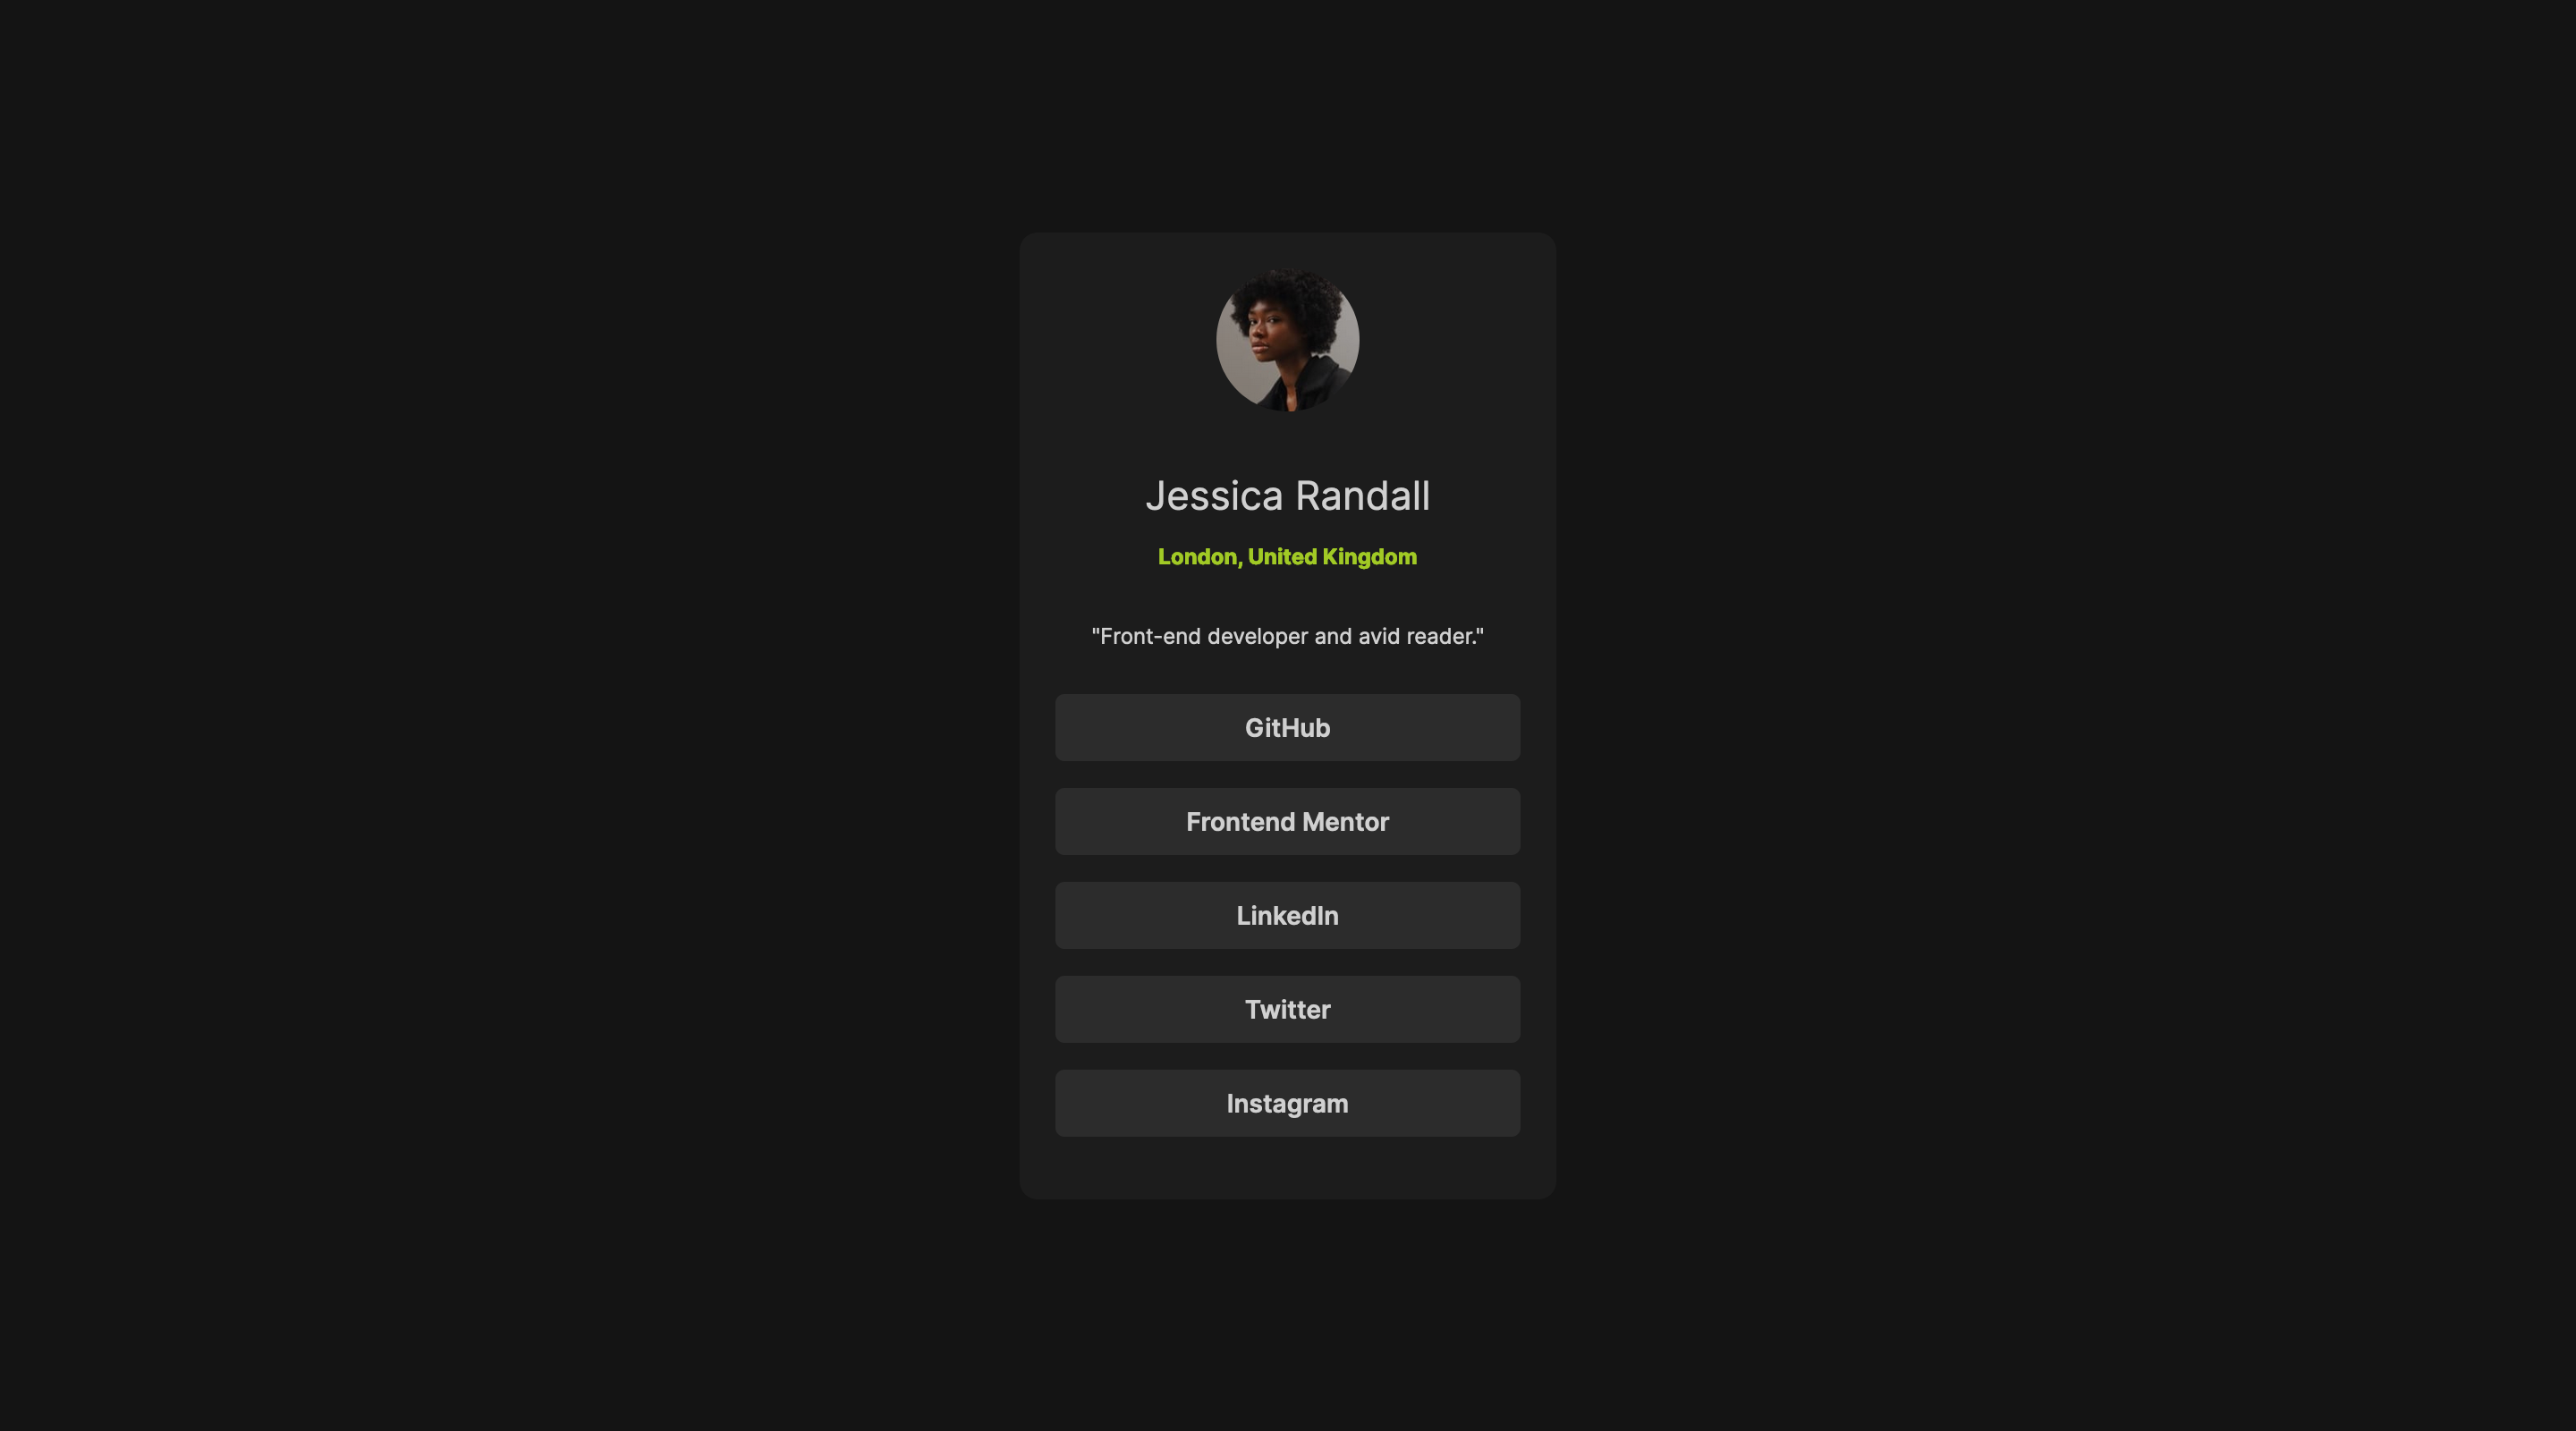 Jessica Randall
London, United Kingdom
"Front-end developer and avid reader."
GitHub
Frontend Mentor
LinkedIn
Twitter
Instagram